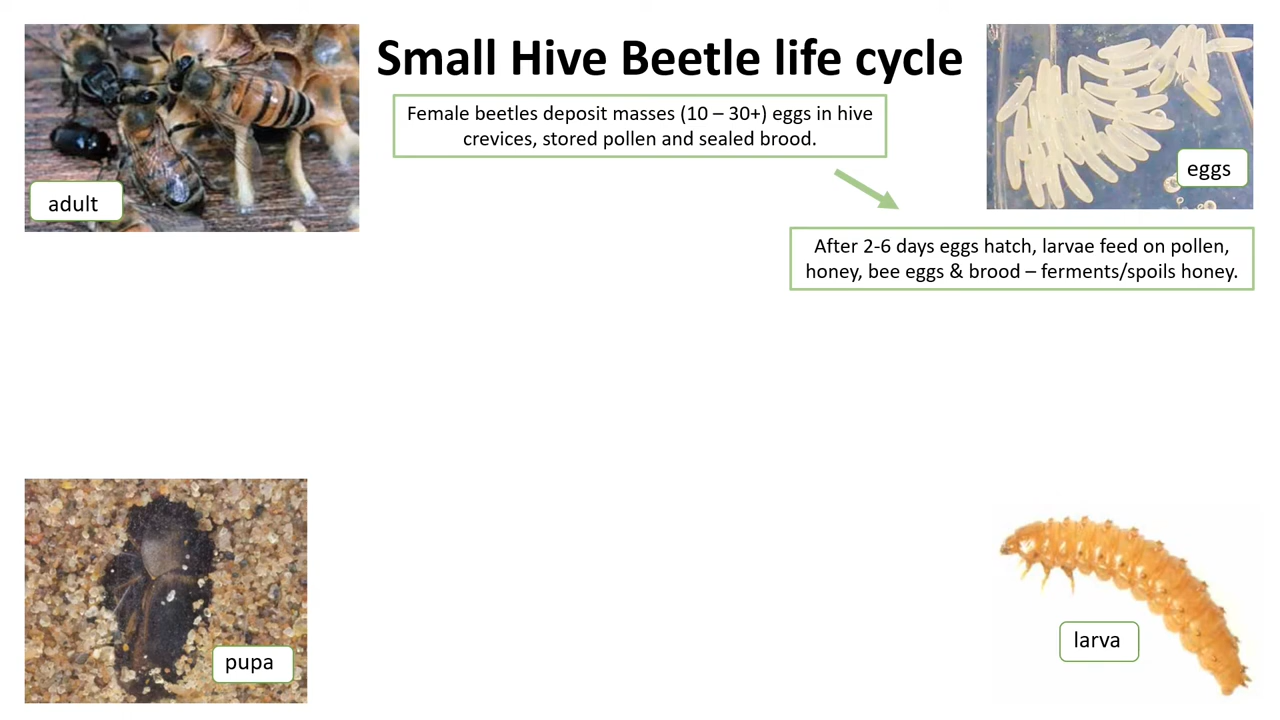 Small Hive Beetle life cycle
Female beetles deposit masses (10 – 30+) eggs in hive
crevices, stored pollen and sealed brood.
eggs
adult
After 2-6 days eggs hatch, larvae feed on pollen,
honey, bee eggs & brood – ferments/spoils honey.
pupa
larva